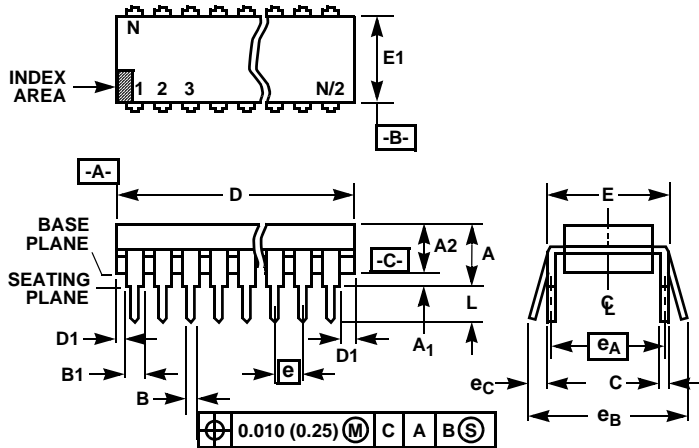 N
E1
INDEX
AREA
1 2 3 N/2
-B-
-A-
D
E
BASE
PLANE
A2
A
-C-
SEATING
PLANE
L
℄
D1
A1
D1
eA
B1
e
eC
C
B
eB
⌖ 0.010 (0.25) Ⓜ C A B Ⓢ